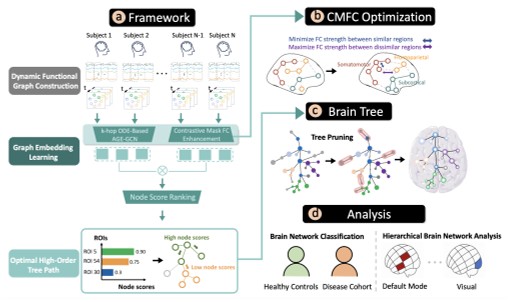 a Framework
Subject 1
Subject 2
Subject N-1
Subject N
Dynamic Functional
Graph Construction
k-hop ODE-Based
AGE-GCN
Contrastive Mask FC
Enhancement
Graph Embedding
Learning
Node Score Ranking
Optimal High-Order
Tree Path
ROIs
ROI 5
0.90
ROI 54
0.75
ROI 30
0.3
Node scores
High node scores
Low node scores
b CMFC Optimization
Minimize FC strength between similar regions
Maximize FC strength between dissimilar regions
Somatomotor
Frontoparietal
Subcortical
c Brain Tree
Tree Pruning
d Analysis
Brain Network Classification
Healthy Controls
Disease Cohort
Hierarchical Brain Network Analysis
Default Mode
Visual